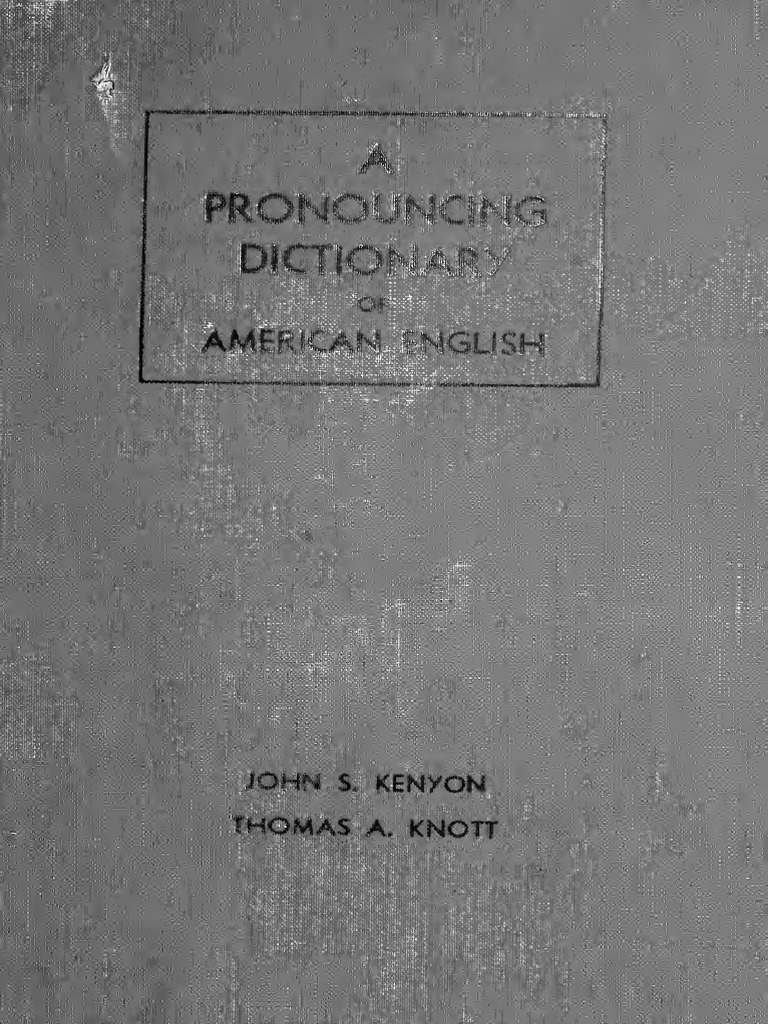 A
PRONOUNCING
DICTIONARY
OF
AMERICAN ENGLISH
JOHN S. KENYON
THOMAS A. KNOTT